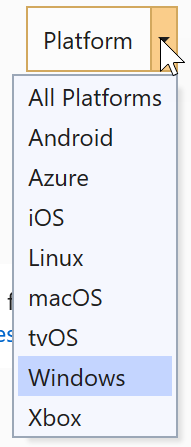 Platform
All Platforms
Android
Azure
iOS
Linux
macOS
tvOS
Windows
Xbox